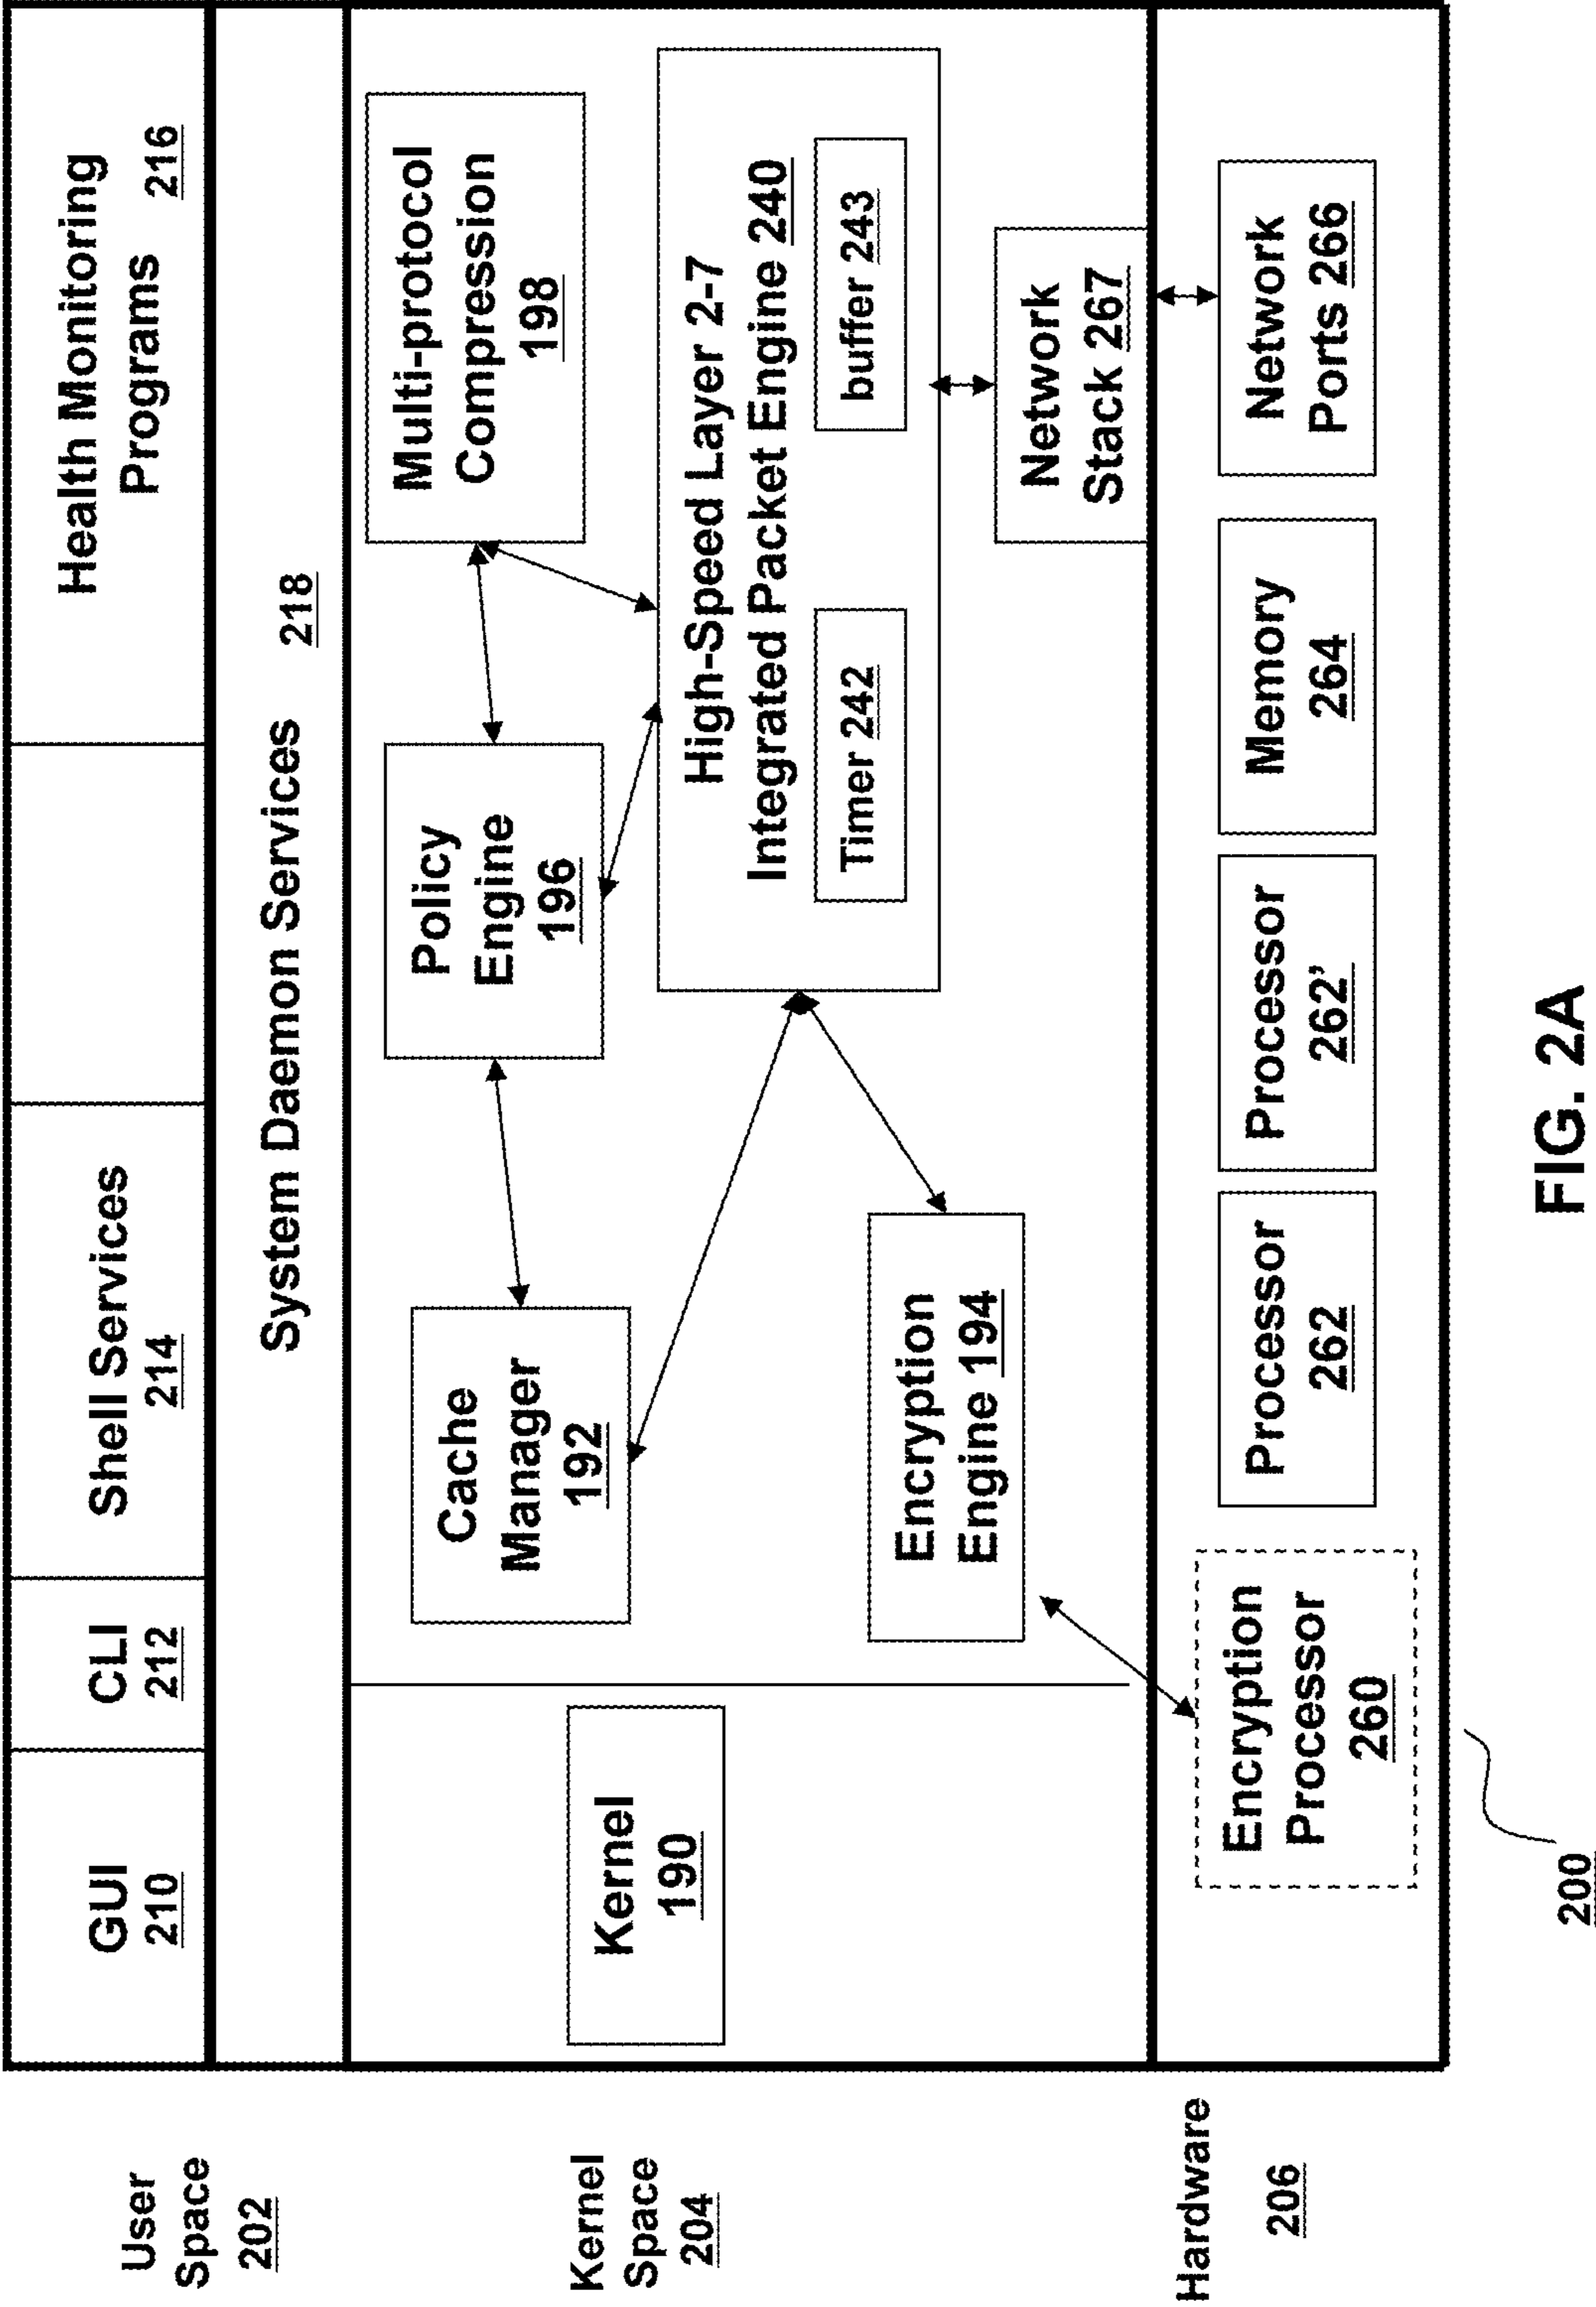 User
Space
202
GUI
210
CLI
212
Shell Services
214
Health Monitoring
Programs 216
System Daemon Services 218
Kernel
Space
204
Kernel
190
Cache
Manager
192
Policy
Engine
196
Multi-protocol
Compression
198
High-Speed Layer 2-7
Integrated Packet Engine 240
Timer 242
buffer 243
Encryption
Engine 194
Network
Stack 267
Hardware
206
Encryption
Processor
260
Processor
262
Processor
262’
Memory
264
Network
Ports 266
200
FIG. 2A